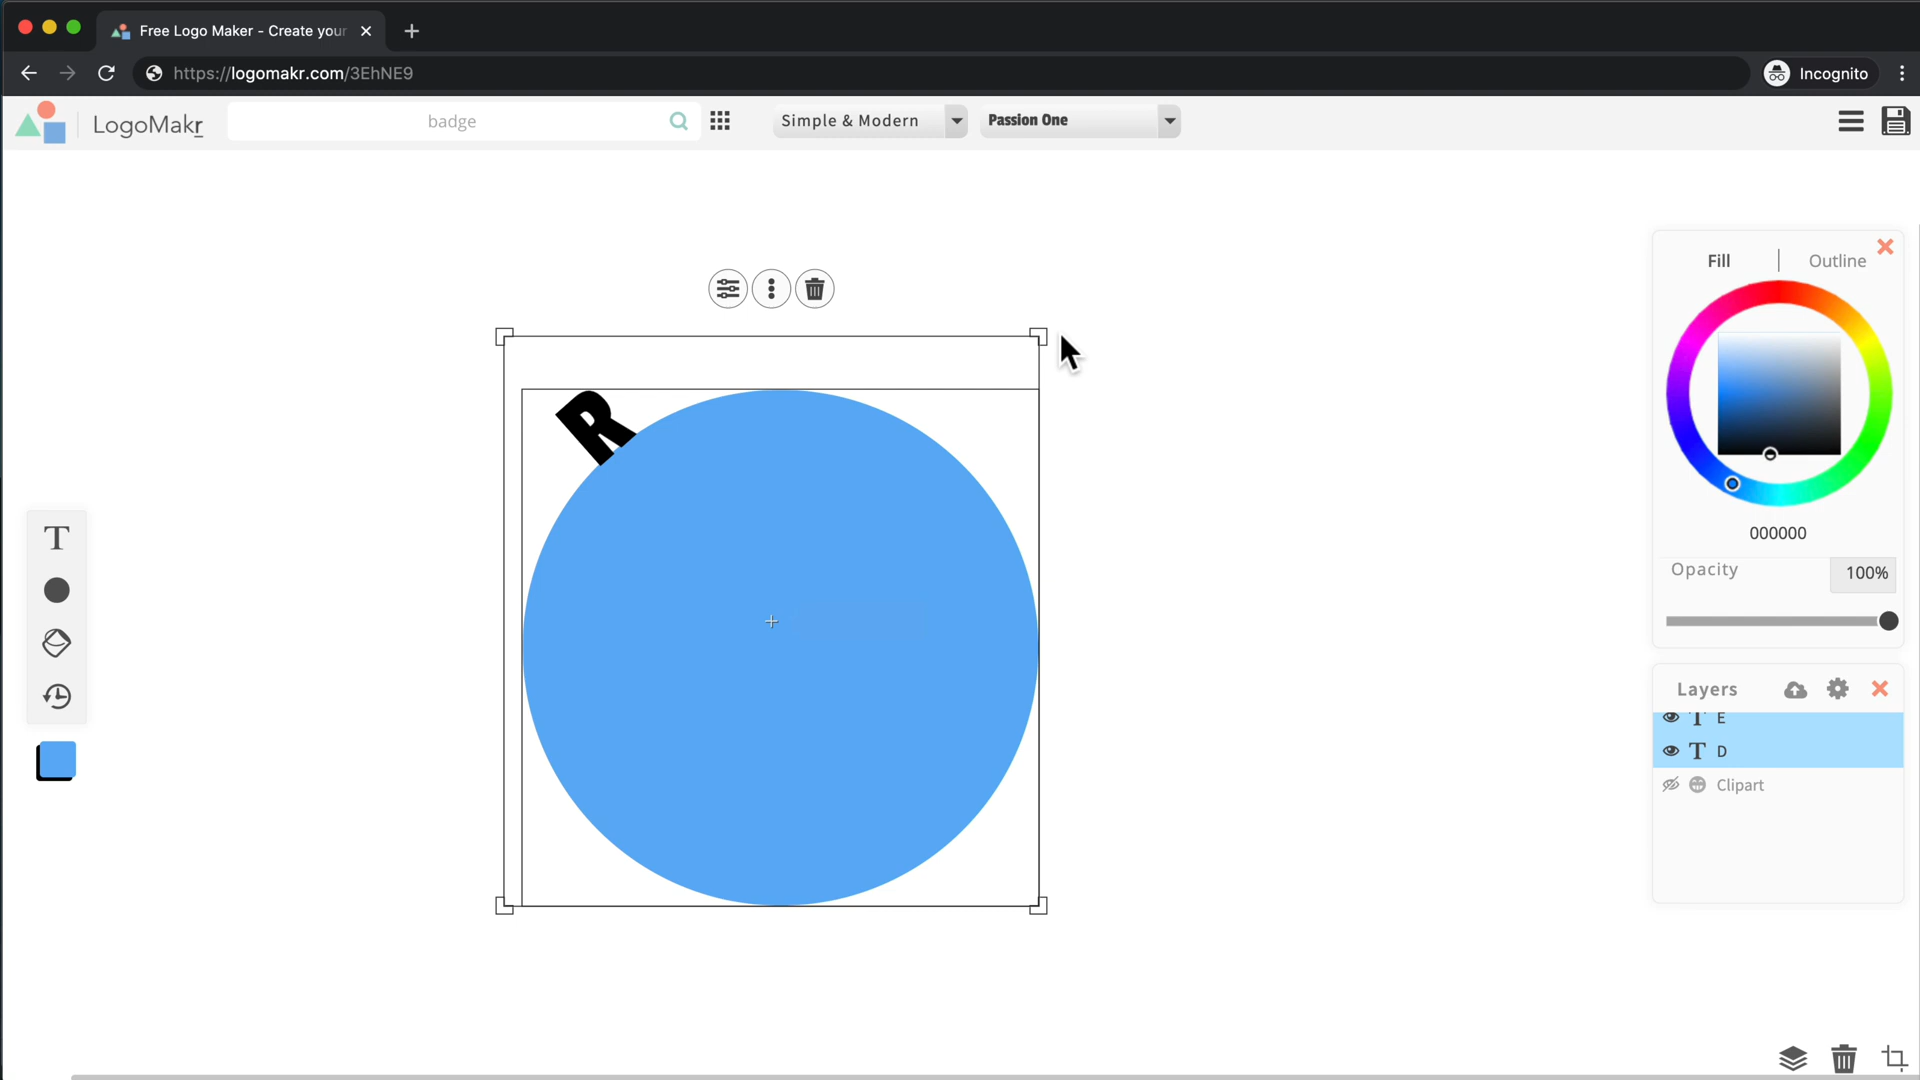 Free Logo Maker - Create your
https://logomakr.com/3EhNE9
Incognito
LogoMakr
badge
Simple & Modern
Passion One
Fill
Outline
R
000000
Opacity
100%
T
Layers
T E
T D
Clipart